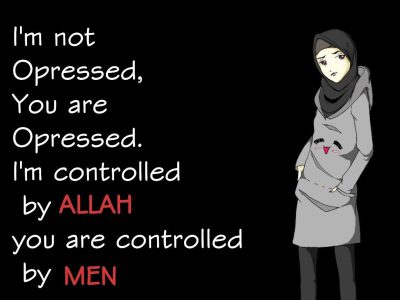 I'm not
Opressed,
You are
Opressed.
I'm controlled
by ALLAH
you are controlled
by MEN